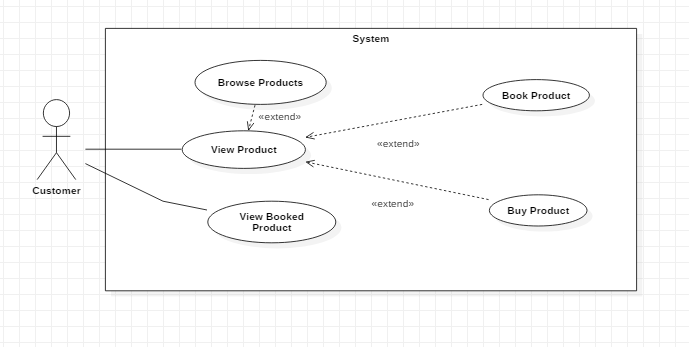 System
Browse Products
Book Product
«extend»
«extend»
View Product
Customer
«extend»
Buy Product
View Booked
Product